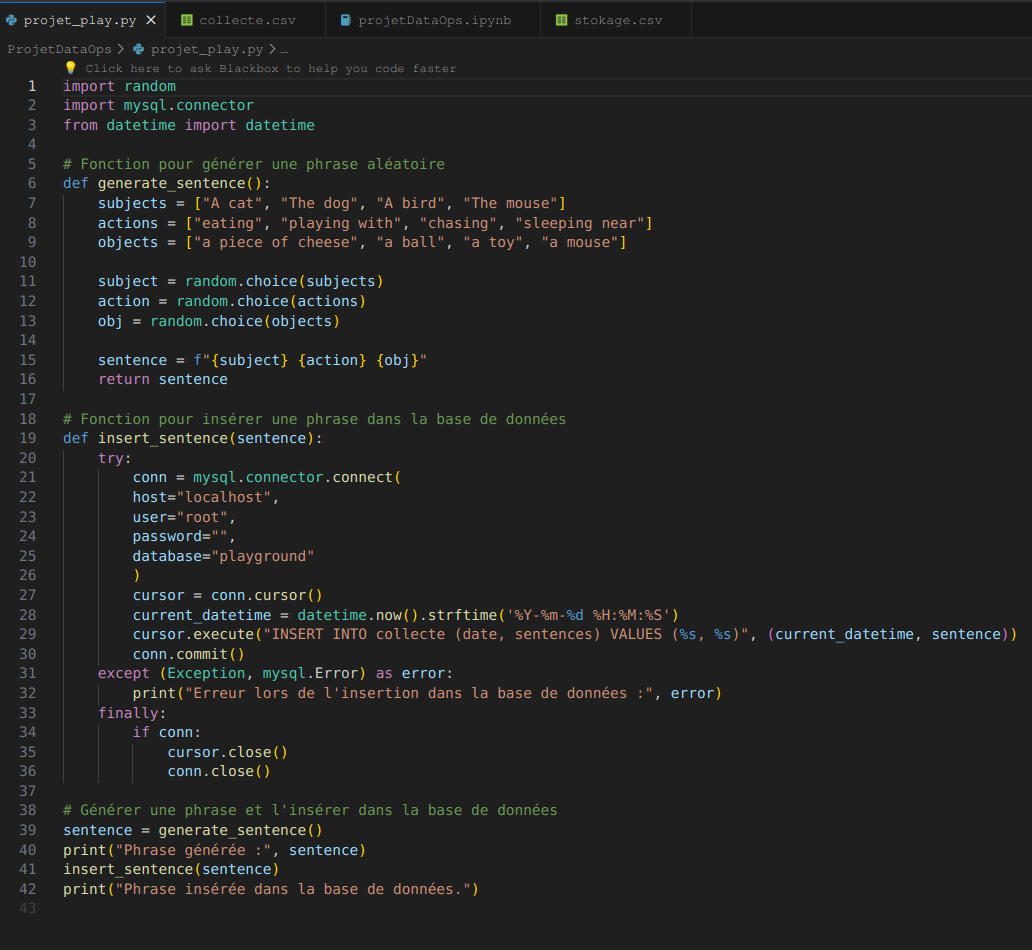 projet_play.py ×
collecte.csv
projetDataOps.ipynb
stokage.csv
ProjetDataOps > projet_play.py > …
Click here to ask Blackbox to help you code faster
1 import random
2 import mysql.connector
3 from datetime import datetime
4
5 # Fonction pour générer une phrase aléatoire
6 def generate_sentence():
7     subjects = ["A cat", "The dog", "A bird", "The mouse"]
8     actions = ["eating", "playing with", "chasing", "sleeping near"]
9     objects = ["a piece of cheese", "a ball", "a toy", "a mouse"]
10
11     subject = random.choice(subjects)
12     action = random.choice(actions)
13     obj = random.choice(objects)
14
15     sentence = f"{subject} {action} {obj}"
16     return sentence
17
18 # Fonction pour insérer une phrase dans la base de données
19 def insert_sentence(sentence):
20     try:
21         conn = mysql.connector.connect(
22         host="localhost",
23         user="root",
24         password="",
25         database="playground"
26         )
27         cursor = conn.cursor()
28         current_datetime = datetime.now().strftime('%Y-%m-%d %H:%M:%S')
29         cursor.execute("INSERT INTO collecte (date, sentences) VALUES (%s, %s)", (current_datetime, sentence))
30         conn.commit()
31     except (Exception, mysql.Error) as error:
32         print("Erreur lors de l'insertion dans la base de données :", error)
33     finally:
34         if conn:
35             cursor.close()
36             conn.close()
37
38 # Générer une phrase et l'insérer dans la base de données
39 sentence = generate_sentence()
40 print("Phrase générée :", sentence)
41 insert_sentence(sentence)
42 print("Phrase insérée dans la base de données.")
43